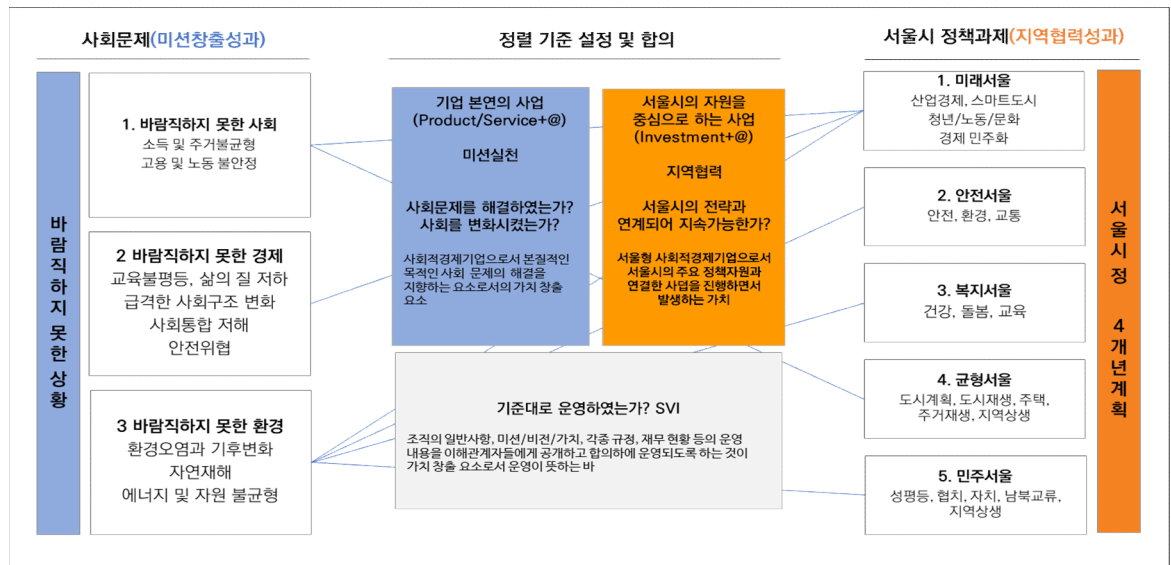 사회문제(미션창출성과)
정렬 기준 설정 및 합의
서울시 정책과제(지역협력성과)
바람직하지 못한 상황
1. 바람직하지 못한 사회
소득 및 주거불균형
고용 및 노동 불안정
2 바람직하지 못한 경제
교육불평등, 삶의 질 저하
급격한 사회구조 변화
사회통합 저해
안전위협
3 바람직하지 못한 환경
환경오염과 기후변화
자연재해
에너지 및 자원 불균형
기업 본연의 사업
(Product/Service+@)
미션실천
사회문제를 해결하였는가?
사회를 변화시켰는가?
사회적경제기업으로서 본질적인
목적인 사회 문제의 해결을
지향하는 요소로서의 가치 창출
요소
서울시의 자원을
중심으로 하는 사업
(Investment+@)
지역협력
서울시의 전략과
연계되어 지속가능한가?
서울형 사회적경제기업으로서
서울시의 주요 정책자원과
연결한 사덥을 진행하면서
발생하는 가치
기준대로 운영하였는가? SVI
조직의 일반사항, 미션/비전/가치, 각종 규정, 재무 현황 등의 운영
내용을 이해관계자들에게 공개하고 합의하에 운영되도록 하는 것이
가치 창출 요소로서 운영이 뜻하는 바
1. 미래서울
산업경제, 스마트도시
청년/노동/문화
경제 민주화
2. 안전서울
안전, 환경, 교통
3. 복지서울
건강, 돌봄, 교육
4. 균형서울
도시계획, 도시재생, 주택,
주거재생, 지역상생
5. 민주서울
성평등, 협치, 자치, 남북교류,
지역상생
서울시정 4개년계획